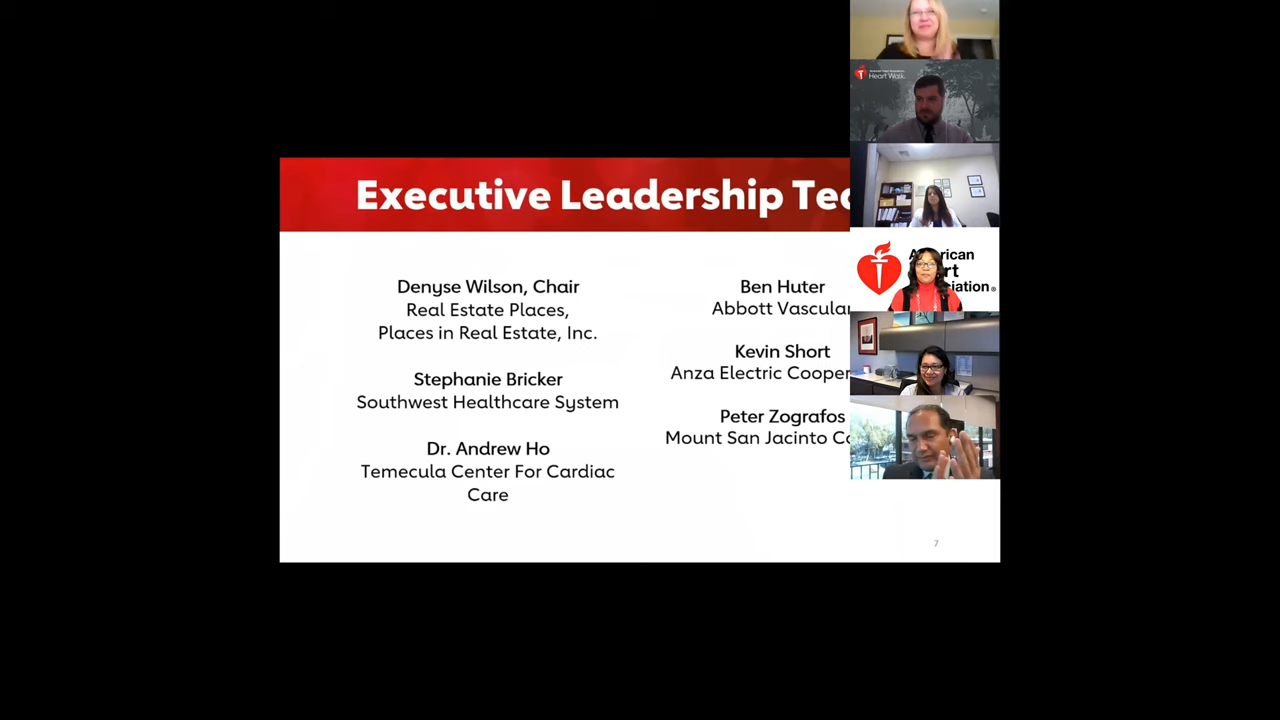 Executive Leadership Tea
Denyse Wilson, Chair
Real Estate Places,
Places in Real Estate, Inc.
Stephanie Bricker
Southwest Healthcare System
Dr. Andrew Ho
Temecula Center For Cardiac
Care
Ben Huter
Abbott Vascular
Kevin Short
Anza Electric Cooper
Peter Zografos
Mount San Jacinto Co
7
Heart Walk.